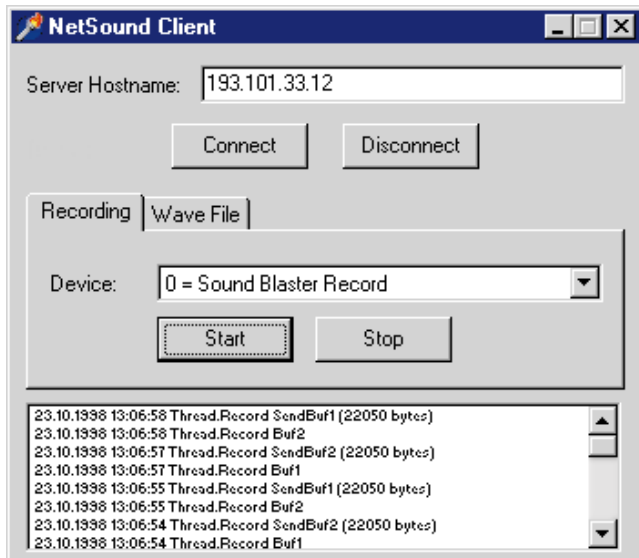 NetSound Client
Server Hostname: 193.101.33.12
Connect Disconnect
Recording Wave File
Device: 0 = Sound Blaster Record
Start Stop
23.10.1998 13:06:58 Thread.Record SendBuf1 (22050 bytes)
23.10.1998 13:06:58 Thread.Record Buf2
23.10.1998 13:06:57 Thread.Record SendBuf2 (22050 bytes)
23.10.1998 13:06:57 Thread.Record Buf1
23.10.1998 13:06:55 Thread.Record SendBuf1 (22050 bytes)
23.10.1998 13:06:55 Thread.Record Buf2
23.10.1998 13:06:54 Thread.Record SendBuf2 (22050 bytes)
23.10.1998 13:06:54 Thread.Record Buf1